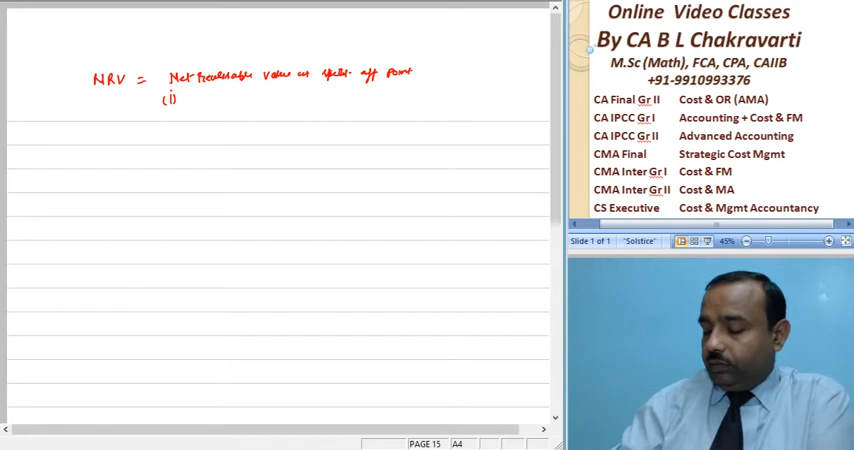 NRV = Net Realisable Value at split-off point
(i)
Online Video Classes
By CA B L Chakravarti
M.Sc (Math), FCA, CPA, CAIIB
+91-9910993376
CA Final Gr II Cost & OR (AMA)
CA IPCC Gr I Accounting + Cost & FM
CA IPCC Gr II Advanced Accounting
CMA Final Strategic Cost Mgmt
CMA Inter Gr I Cost & FM
CMA Inter Gr II Cost & MA
CS Executive Cost & Mgmt Accountancy
Slide 1 of 1 "Solstice" 45%
PAGE 15 A4